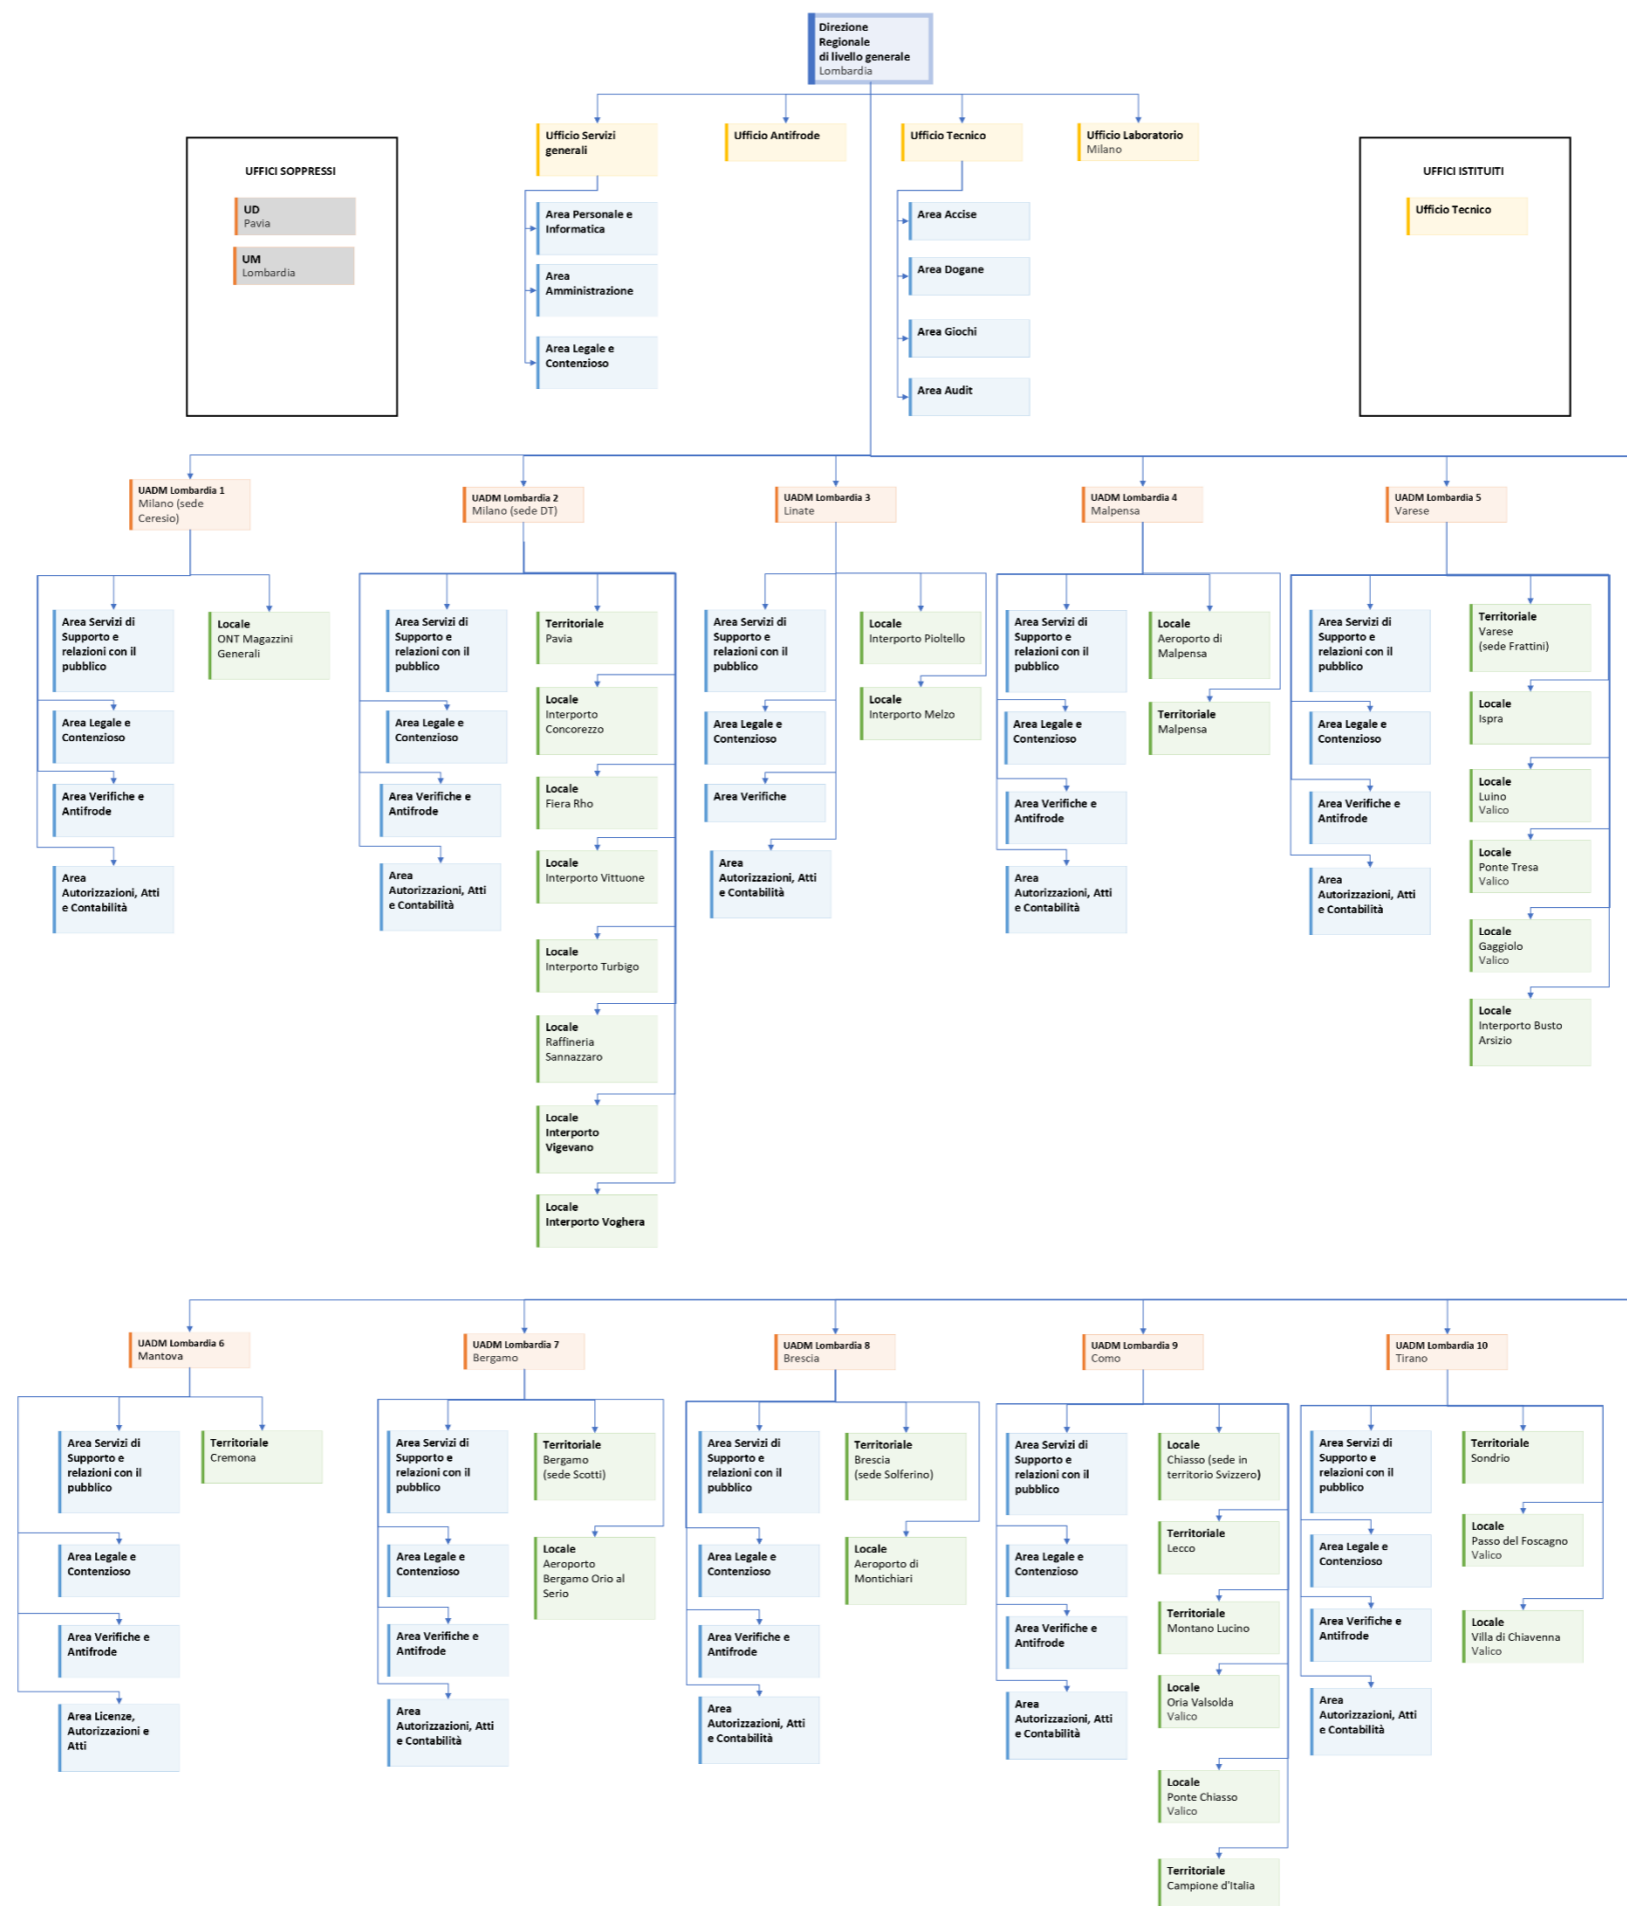 Direzione
Regionale
di livello generale
Lombardia
Ufficio Servizi
generali
Ufficio Antifrode
Ufficio Tecnico
Ufficio Laboratorio
Milano
UFFICI SOPPRESSI
UD
Pavia
UM
Lombardia
UFFICI ISTITUITI
Ufficio Tecnico
Area Personale e
Informatica
Area
Amministrazione
Area Legale e
Contenzioso
Area Accise
Area Dogane
Area Giochi
Area Audit
UADM Lombardia 1
Milano (sede
Ceresio)
UADM Lombardia 2
Milano (sede DT)
UADM Lombardia 3
Linate
UADM Lombardia 4
Malpensa
UADM Lombardia 5
Varese
Area Servizi di
Supporto e
relazioni con il
pubblico
Area Legale e
Contenzioso
Area Verifiche e
Antifrode
Area
Autorizzazioni, Atti
e Contabilità
Locale
ONT Magazzini
Generali
Area Servizi di
Supporto e
relazioni con il
pubblico
Area Legale e
Contenzioso
Area Verifiche e
Antifrode
Area
Autorizzazioni, Atti
e Contabilità
Territoriale
Pavia
Locale
Interporto
Concorezzo
Locale
Fiera Rho
Locale
Interporto Vittuone
Locale
Interporto Turbigo
Locale
Raffineria
Sannazzaro
Locale
Interporto
Vigevano
Locale
Interporto Voghera
Area Servizi di
Supporto e
relazioni con il
pubblico
Area Legale e
Contenzioso
Area Verifiche
Area
Autorizzazioni, Atti
e Contabilità
Locale
Interporto Pioltello
Locale
Interporto Melzo
Area Servizi di
Supporto e
relazioni con il
pubblico
Area Legale e
Contenzioso
Area Verifiche e
Antifrode
Area
Autorizzazioni, Atti
e Contabilità
Locale
Aeroporto di
Malpensa
Territoriale
Malpensa
Area Servizi di
Supporto e
relazioni con il
pubblico
Area Legale e
Contenzioso
Area Verifiche e
Antifrode
Area
Autorizzazioni, Atti
e Contabilità
Territoriale
Varese
(sede Frattini)
Locale
Ispra
Locale
Luino
Valico
Locale
Ponte Tresa
Valico
Locale
Gaggiolo
Valico
Locale
Interporto Busto
Arsizio
UADM Lombardia 6
Mantova
UADM Lombardia 7
Bergamo
UADM Lombardia 8
Brescia
UADM Lombardia 9
Como
UADM Lombardia 10
Tirano
Area Servizi di
Supporto e
relazioni con il
pubblico
Area Legale e
Contenzioso
Area Verifiche e
Antifrode
Area Licenze,
Autorizzazioni e
Atti
Territoriale
Cremona
Area Servizi di
Supporto e
relazioni con il
pubblico
Area Legale e
Contenzioso
Area Verifiche e
Antifrode
Area
Autorizzazioni, Atti
e Contabilità
Territoriale
Bergamo
(sede Scotti)
Locale
Aeroporto
Bergamo Orio al
Serio
Area Servizi di
Supporto e
relazioni con il
pubblico
Area Legale e
Contenzioso
Area Verifiche e
Antifrode
Area
Autorizzazioni, Atti
e Contabilità
Territoriale
Brescia
(sede Solferino)
Locale
Aeroporto di
Montichiari
Area Servizi di
Supporto e
relazioni con il
pubblico
Area Legale e
Contenzioso
Area Verifiche e
Antifrode
Area
Autorizzazioni, Atti
e Contabilità
Locale
Chiasso (sede in
territorio Svizzero)
Territoriale
Lecco
Territoriale
Montano Lucino
Locale
Oria Valsolda
Valico
Locale
Ponte Chiasso
Valico
Territoriale
Campione d'Italia
Area Servizi di
Supporto e
relazioni con il
pubblico
Area Legale e
Contenzioso
Area Verifiche e
Antifrode
Area
Autorizzazioni, Atti
e Contabilità
Territoriale
Sondrio
Locale
Passo del Foscagno
Valico
Locale
Villa di Chiavenna
Valico